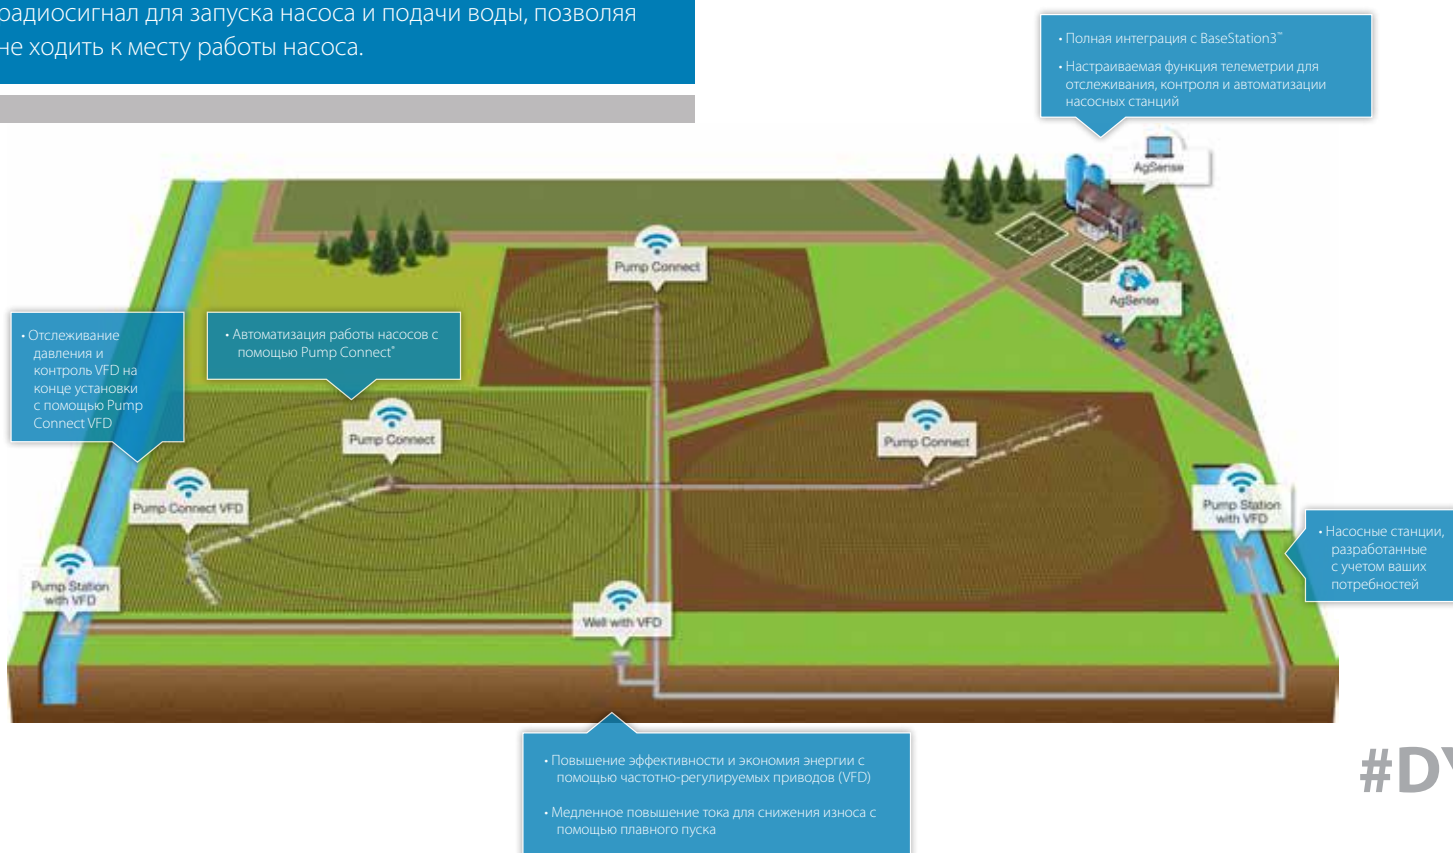 радиосигнал для запуска насоса и подачи воды, позволяя
не ходить к месту работы насоса.
• Полная интеграция с BaseStation3™
• Настраиваемая функция телеметрии для
отслеживания, контроля и автоматизации
насосных станций
AgSense
Pump Connect
AgSense
• Отслеживание
давления и
контроль VFD на
конце установки
с помощью Pump
Connect VFD
• Автоматизация работы насосов с
помощью Pump Connect*
Pump Connect
Pump Connect
Pump Connect VFD
Pump Station
with VFD
• Насосные станции,
разработанные
с учетом ваших
потребностей
Pump Station
with VFD
Well with VFD
• Повышение эффективности и экономия энергии с
помощью частотно-регулируемых приводов (VFD)
• Медленное повышение тока для снижения износа с
помощью плавного пуска